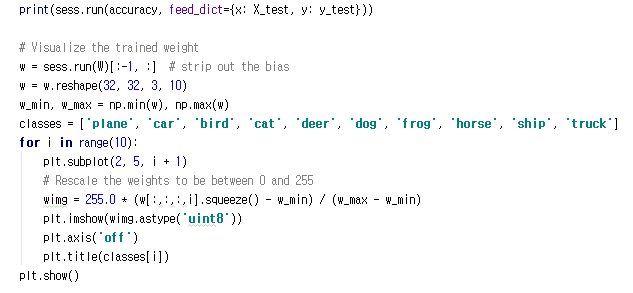 print(sess.run(accuracy, feed_dict={x: X_test, y: y_test}))
# Visualize the trained weight
w = sess.run(W)[:-1, :]  # strip out the bias
w = w.reshape(32, 32, 3, 10)
w_min, w_max = np.min(w), np.max(w)
classes = ['plane', 'car', 'bird', 'cat', 'deer', 'dog', 'frog', 'horse', 'ship', 'truck']
for i in range(10):
    plt.subplot(2, 5, i + 1)
    # Rescale the weights to be between 0 and 255
    wimg = 255.0 * (w[:,:,:,i].squeeze() - w_min) / (w_max - w_min)
    plt.imshow(wimg.astype('uint8'))
    plt.axis('off')
    plt.title(classes[i])
plt.show()